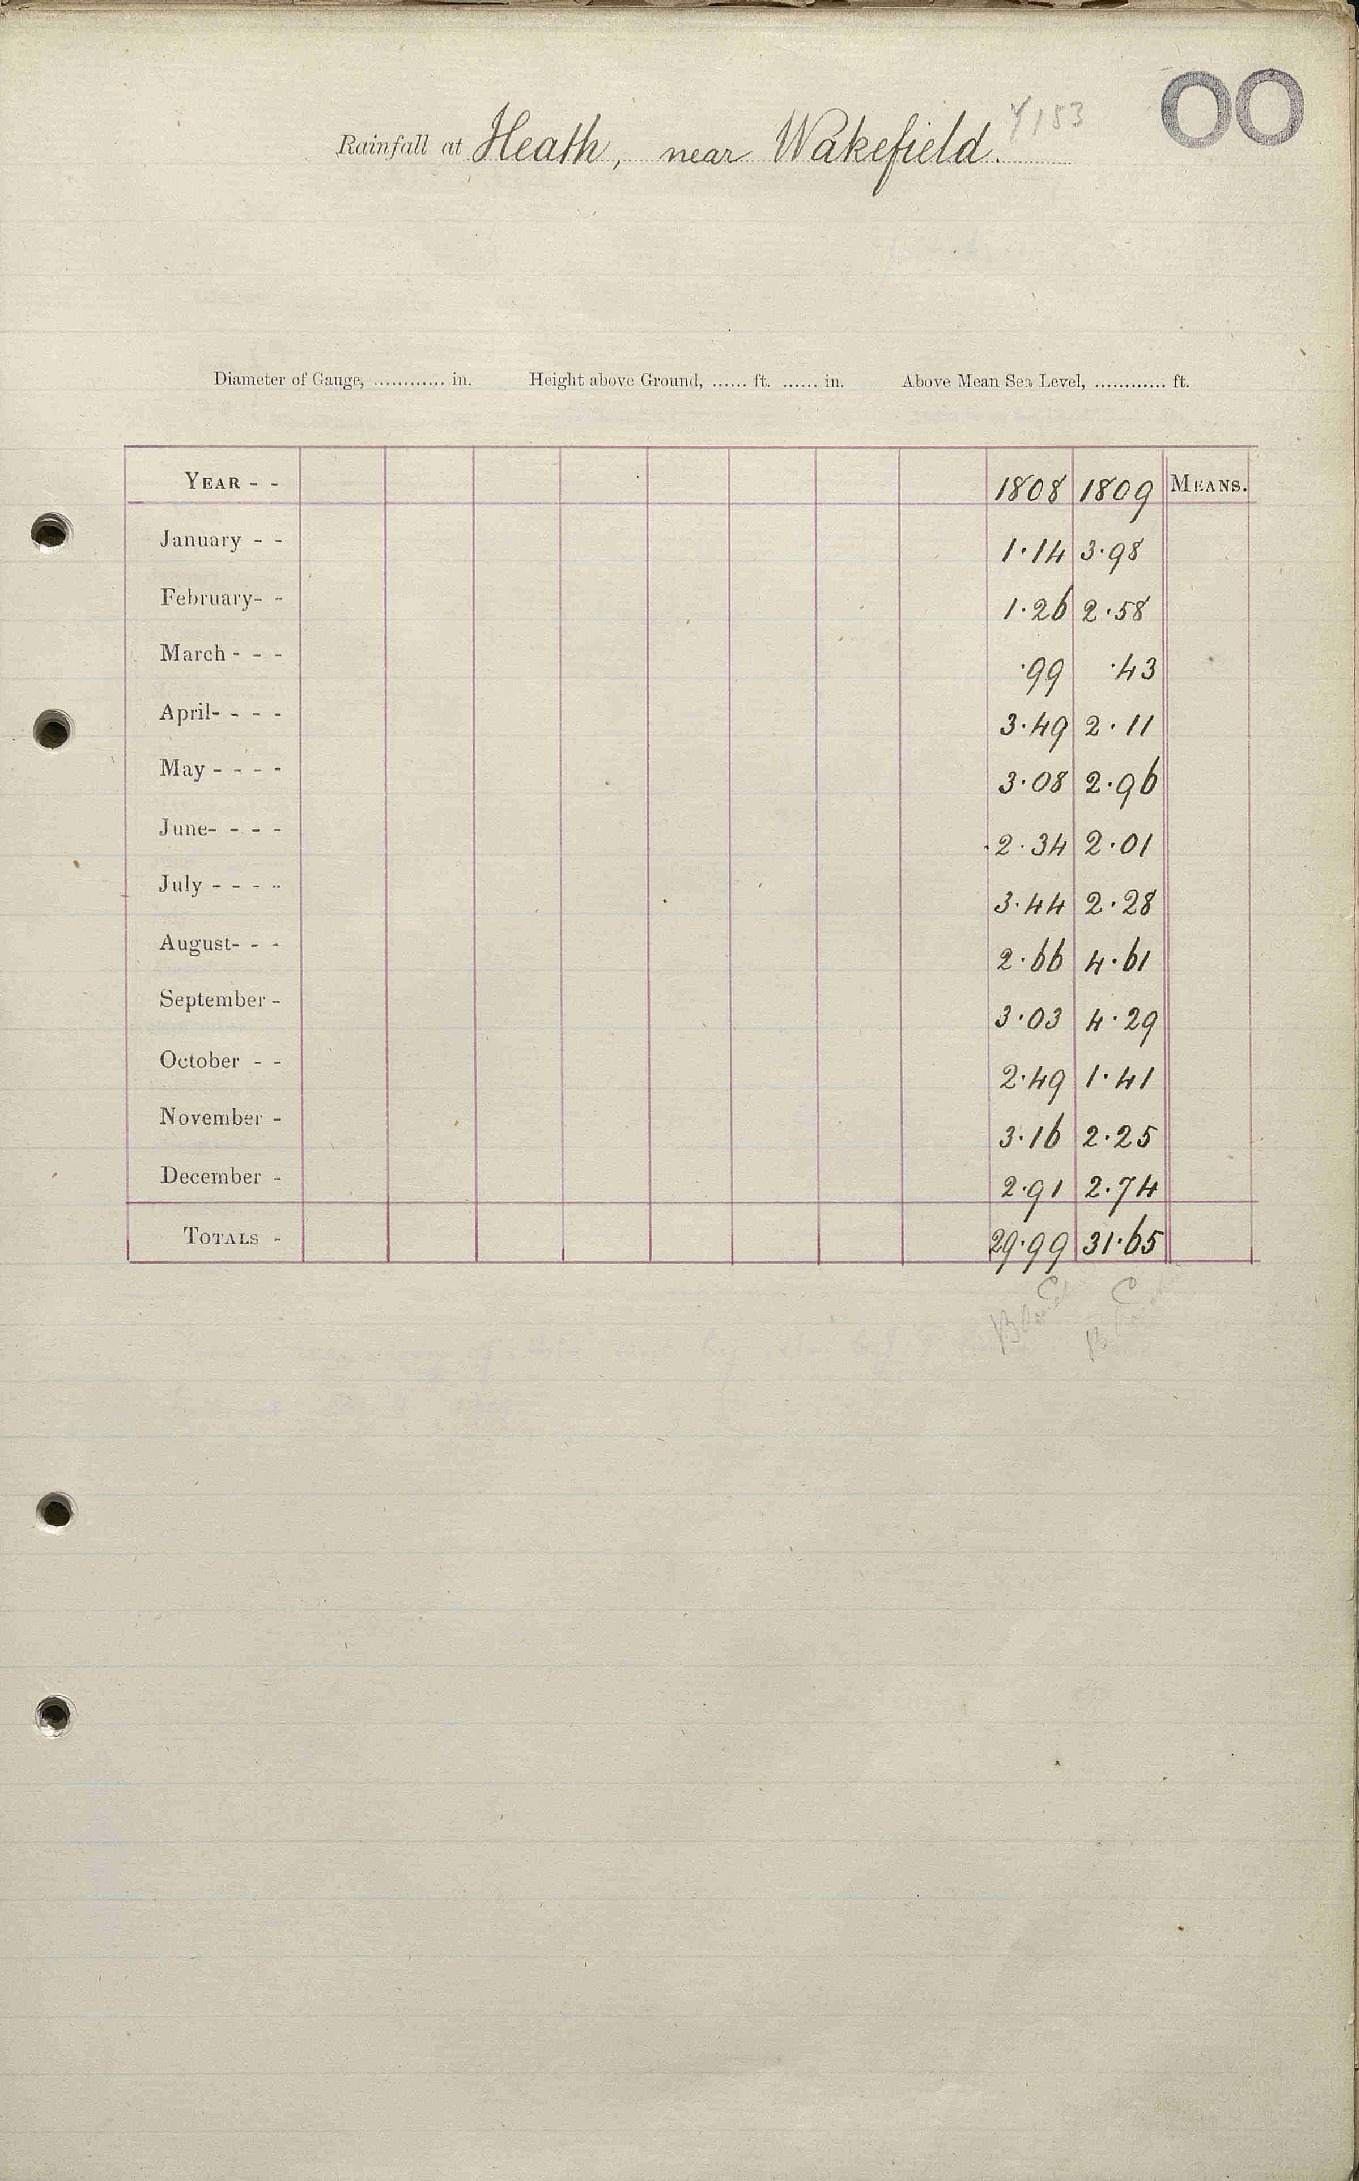 OO
Y153
Rainfall at Heath, near Wakefield.
Diameter of Gauge, ............ in. Height above Ground, ...... ft. ...... in. Above Mean Sea Level, ............ ft.
YEAR - - 1808 1809 MEANS.
January - - 1.14 3.98
February- - 1.26 2.58
March - - - .99 .43
April- - - - 3.49 2.11
May - - - - 3.08 2.96
June- - - - 2.34 2.01
July - - - - 3.44 2.28
August- - - 2.66 4.61
September - 3.03 4.29
October - - 2.49 1.41
November - 3.16 2.25
December - 2.91 2.74
TOTALS - 29.99 31.65